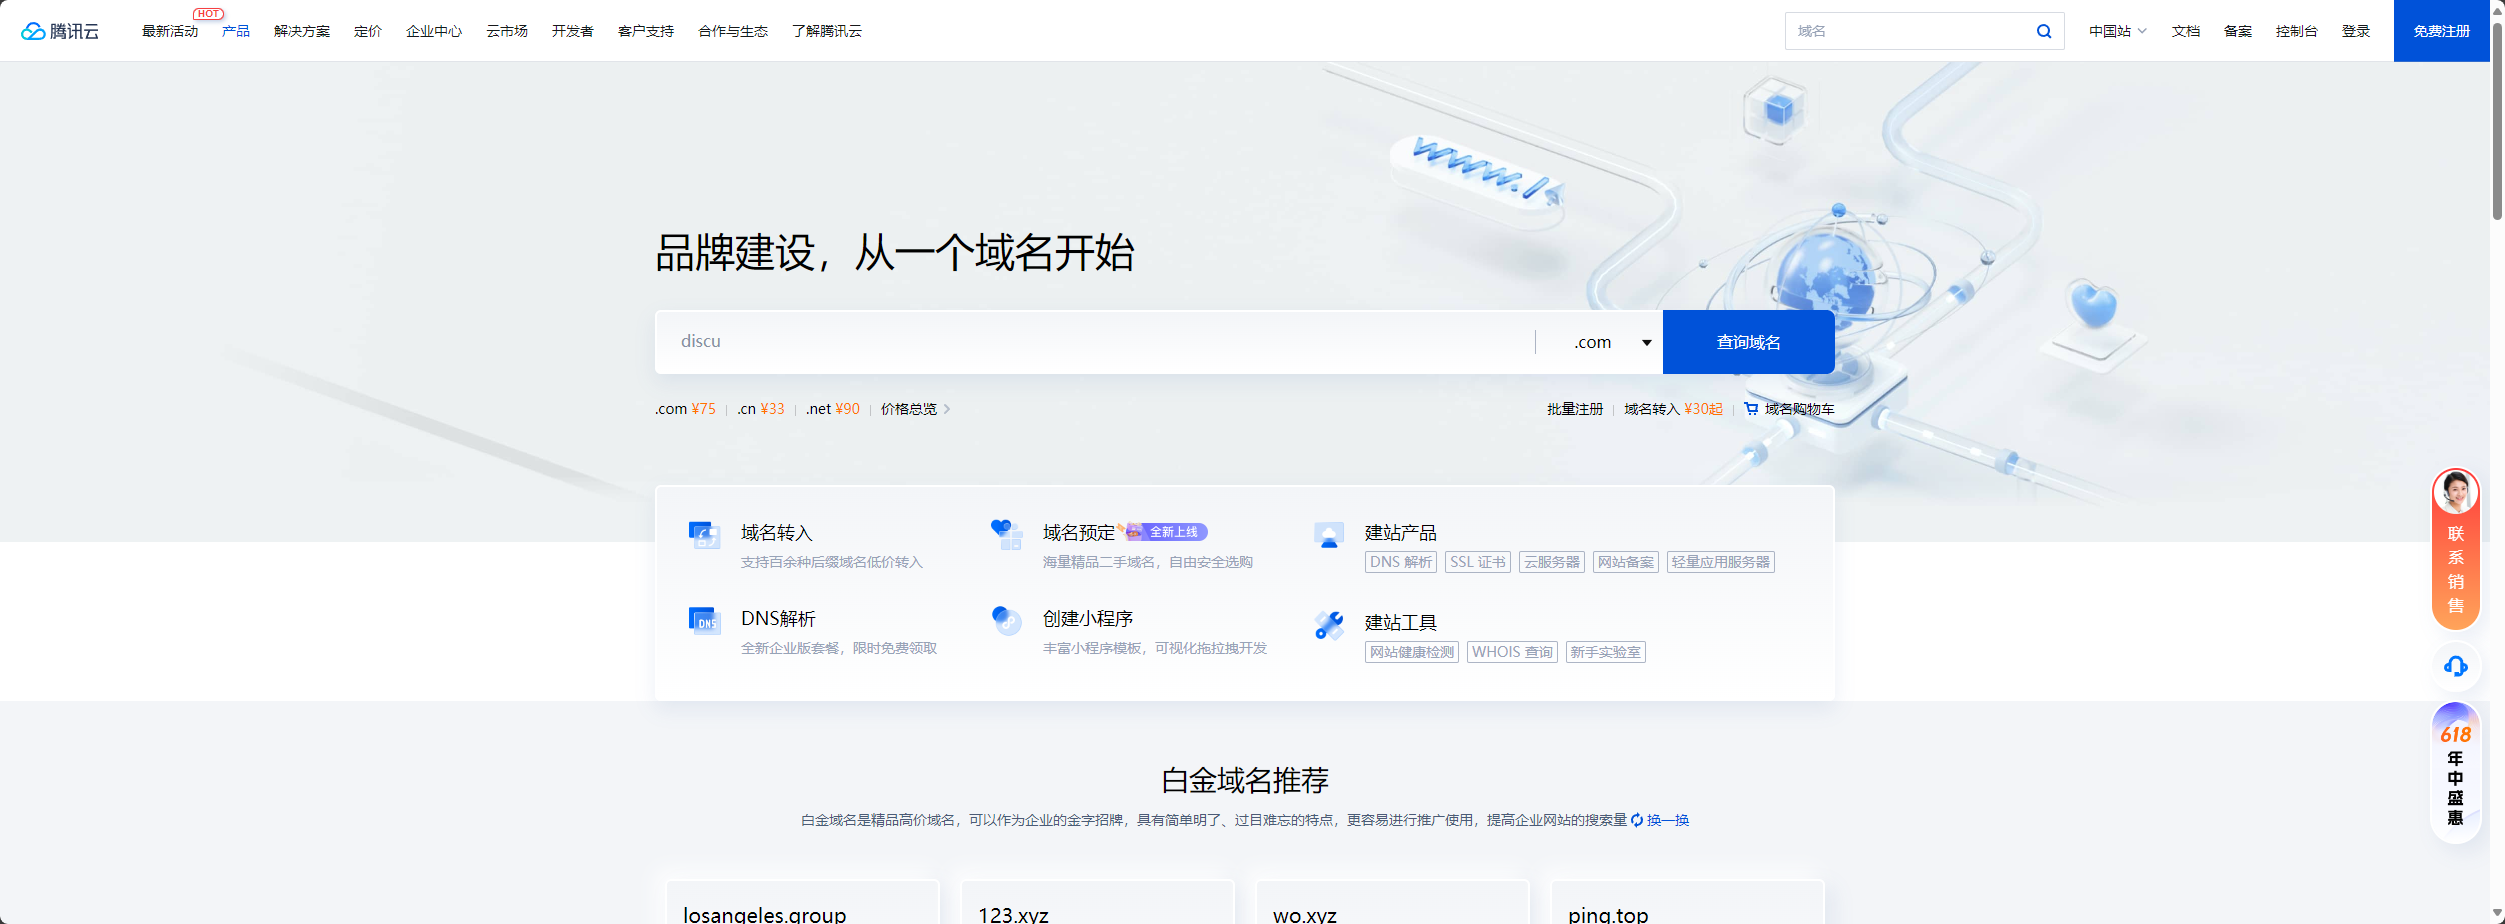 腾讯云
最新活动
HOT
产品
解决方案
定价
企业中心
云市场
开发者
客户支持
合作与生态
了解腾讯云
域名
中国站
文档
备案
控制台
登录
免费注册
www.
品牌建设，从一个域名开始
discu
.com
查询域名
.com ¥75
.cn ¥33
.net ¥90
价格总览
批量注册
域名转入 ¥30起
域名购物车
域名转入
支持百余种后缀域名低价转入
域名预定
全新上线
海量精品二手域名，自由安全选购
建站产品
DNS 解析
SSL 证书
云服务器
网站备案
轻量应用服务器
DNS
DNS解析
全新企业版套餐，限时免费领取
创建小程序
丰富小程序模板，可视化拖拉拽开发
建站工具
网站健康检测
WHOIS 查询
新手实验室
联系销售
618
年中盛惠
白金域名推荐
白金域名是精品高价域名，可以作为企业的金字招牌，具有简单明了、过目难忘的特点，更容易进行推广使用，提高企业网站的搜索量
换一换
losangeles.group
123.xyz
wo.xyz
ping.top